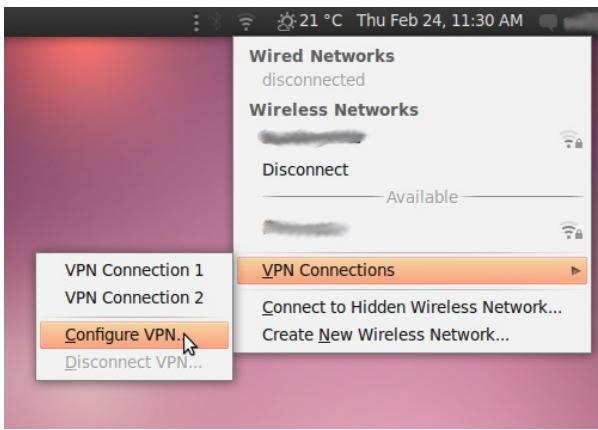 21 °C Thu Feb 24, 11:30 AM
Wired Networks
disconnected
Wireless Networks
Disconnect
Available
VPN Connections
Connect to Hidden Wireless Network...
Create New Wireless Network...
VPN Connection 1
VPN Connection 2
Configure VPN...
Disconnect VPN...